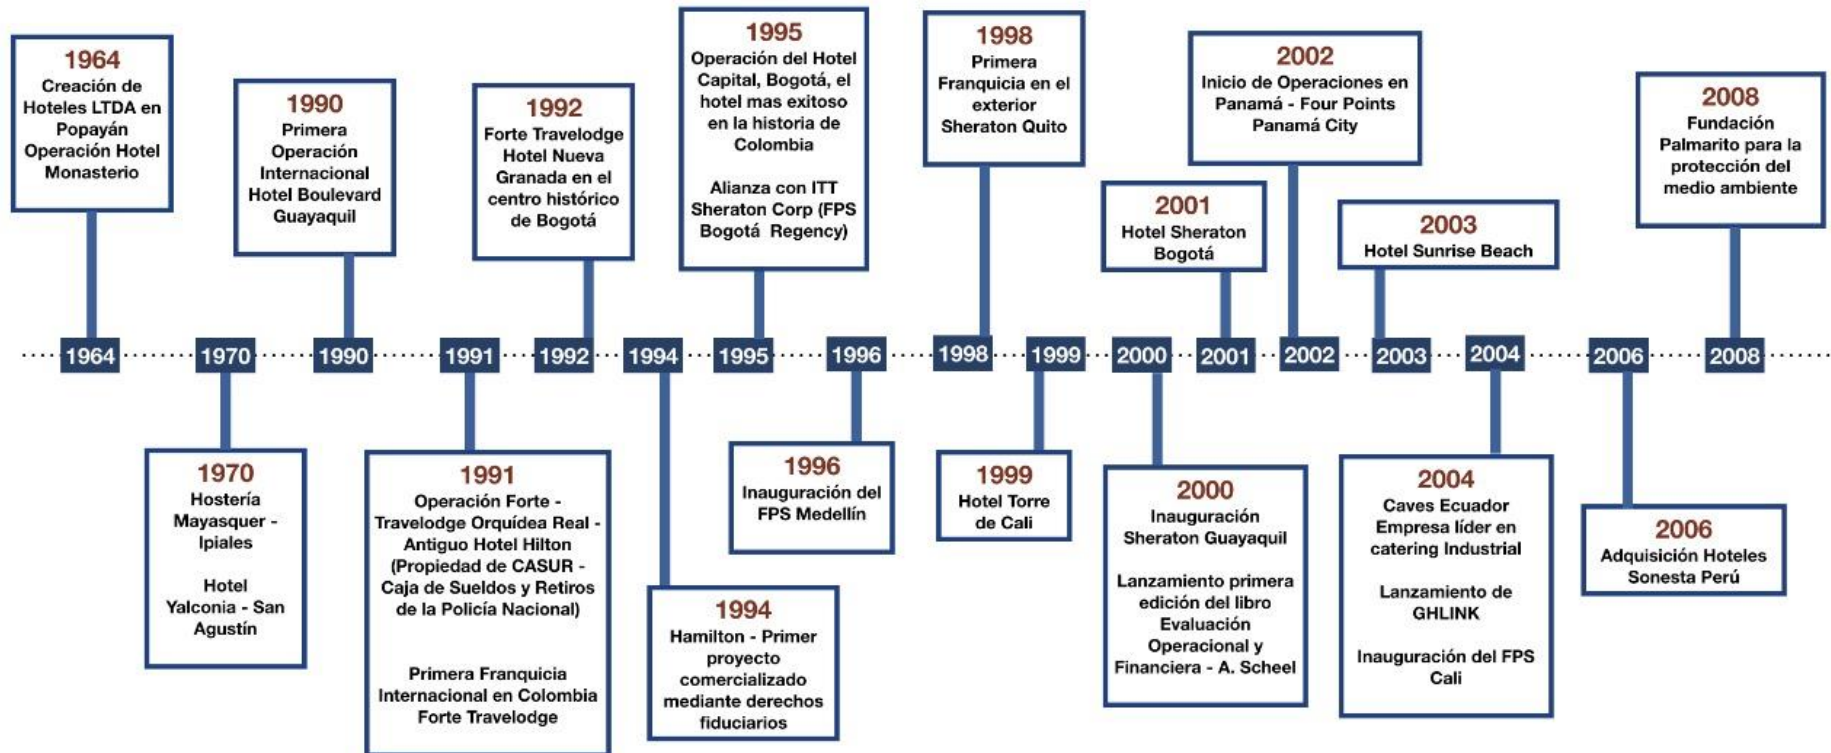 1964
Creación de
Hoteles LTDA en
Popayán
Operación Hotel
Monasterio
1990
Primera
Operación
Internacional
Hotel Boulevard
Guayaquil
1992
Forte Travelodge
Hotel Nueva
Granada en el
centro histórico
de Bogotá
1995
Operación del Hotel
Capital, Bogotá, el
hotel mas exitoso
en la historia de
Colombia
Alianza con ITT
Sheraton Corp (FPS
Bogotá Regency)
1998
Primera
Franquicia en el
exterior
Sheraton Quito
2001
Hotel Sheraton
Bogotá
2002
Inicio de Operaciones en
Panamá - Four Points
Panamá City
2003
Hotel Sunrise Beach
2008
Fundación
Palmarito para la
protección del
medio ambiente
1964
1970
1990
1991
1992
1994
1995
1996
1998
1999
2000
2001
2002
2003
2004
2006
2008
1970
Hostería
Mayasquer -
Ipiales
Hotel
Yalconia - San
Agustín
1991
Operación Forte -
Travelodge Orquídea Real -
Antiguo Hotel Hilton
(Propiedad de CASUR -
Caja de Sueldos y Retiros
de la Policía Nacional)
Primera Franquicia
Internacional en Colombia
Forte Travelodge
1994
Hamilton - Primer
proyecto
comercializado
mediante derechos
fiduciarios
1996
Inauguración del
FPS Medellín
1999
Hotel Torre
de Cali
2000
Inauguración
Sheraton Guayaquil
Lanzamiento primera
edición del libro
Evaluación
Operacional y
Financiera - A. Scheel
2004
Caves Ecuador
Empresa líder en
catering Industrial
Lanzamiento de
GHLINK
Inauguración del FPS
Cali
2006
Adquisición Hoteles
Sonesta Perú